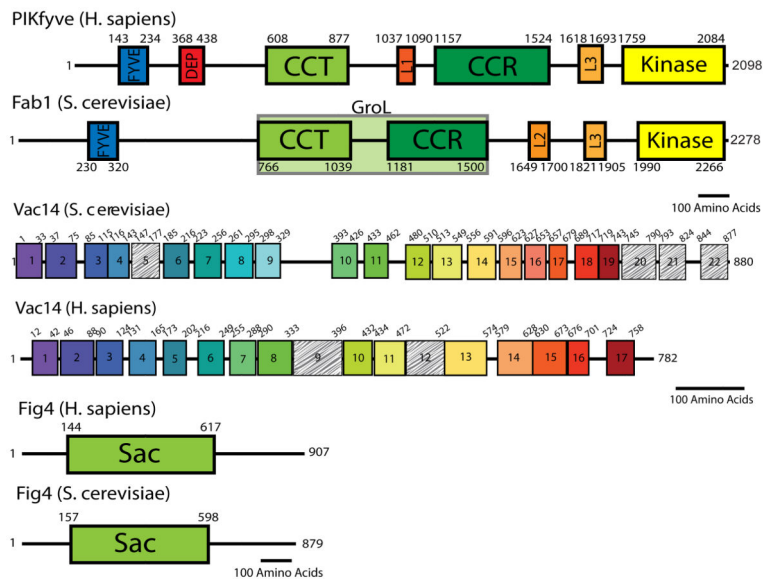 PIKfyve (H. sapiens)
143 234 368 438 608 877 1037 1090 1157 1524 1618 1693 1759 2084
1 FYVE DEP CCT L1 CCR L3 Kinase 2098
Fab1 (S. cerevisiae)
GroL
1 FYVE CCT CCR L2 L3 Kinase 2278
230 320 766 1039 1181 1500 1649 1700 1821 1905 1990 2266
100 Amino Acids
Vac14 (S. cerevisiae)
1 33 37 75 85 115 116 143 147 177 185 216 223 256 261 295 298 329 393 426 433 462 480 510 513 549 556 591 596 623 627 653 657 679 689 717 719 743 745 790 793 824 844 877
1 1 2 3 4 5 6 7 8 9 10 11 12 13 14 15 16 17 18 19 20 21 22 880
Vac14 (H. sapiens)
12 42 46 88 90 124 131 165 173 202 216 249 255 288 290 333 396 432 434 472 522 574 579 628 630 673 676 701 724 758
1 1 2 3 4 5 6 7 8 9 10 11 12 13 14 15 16 17 782
100 Amino Acids
Fig4 (H. sapiens)
144 617
1 Sac 907
Fig4 (S. cerevisiae)
157 598
1 Sac 879
100 Amino Acids